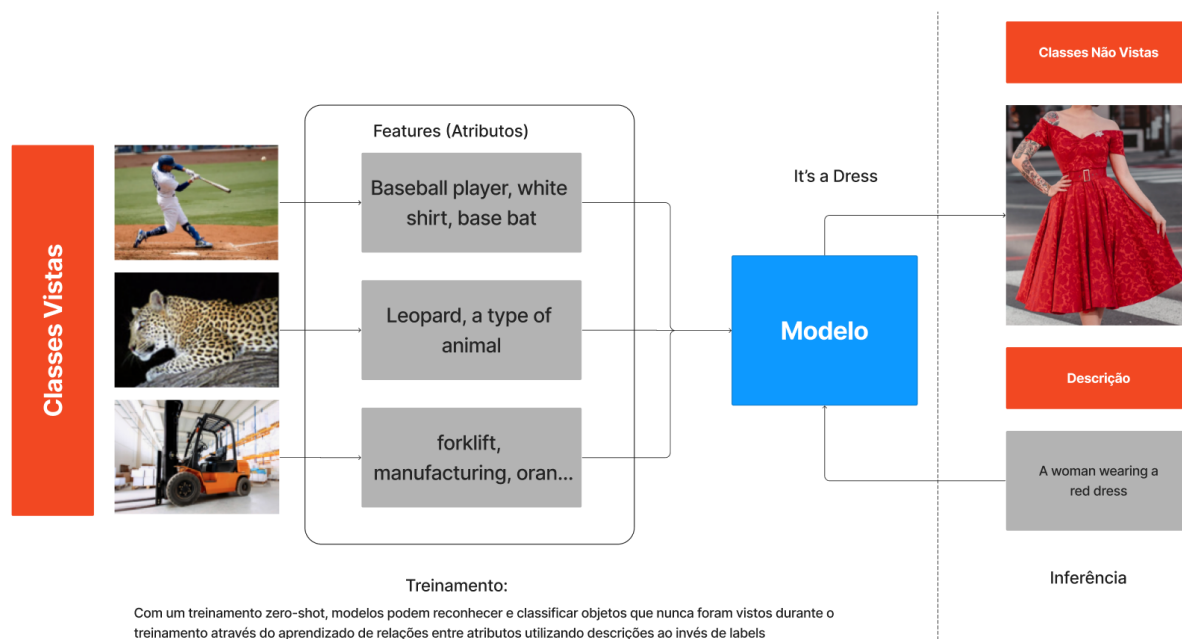 Classes Vistas
Features (Atributos)
Baseball player, white
shirt, base bat
Leopard, a type of
animal
forklift,
manufacturing, oran...
Modelo
It's a Dress
Classes Não Vistas
Descrição
A woman wearing a
red dress
Inferência
Treinamento:
Com um treinamento zero-shot, modelos podem reconhecer e classificar objetos que nunca foram vistos durante o
treinamento através do aprendizado de relações entre atributos utilizando descrições ao invés de labels